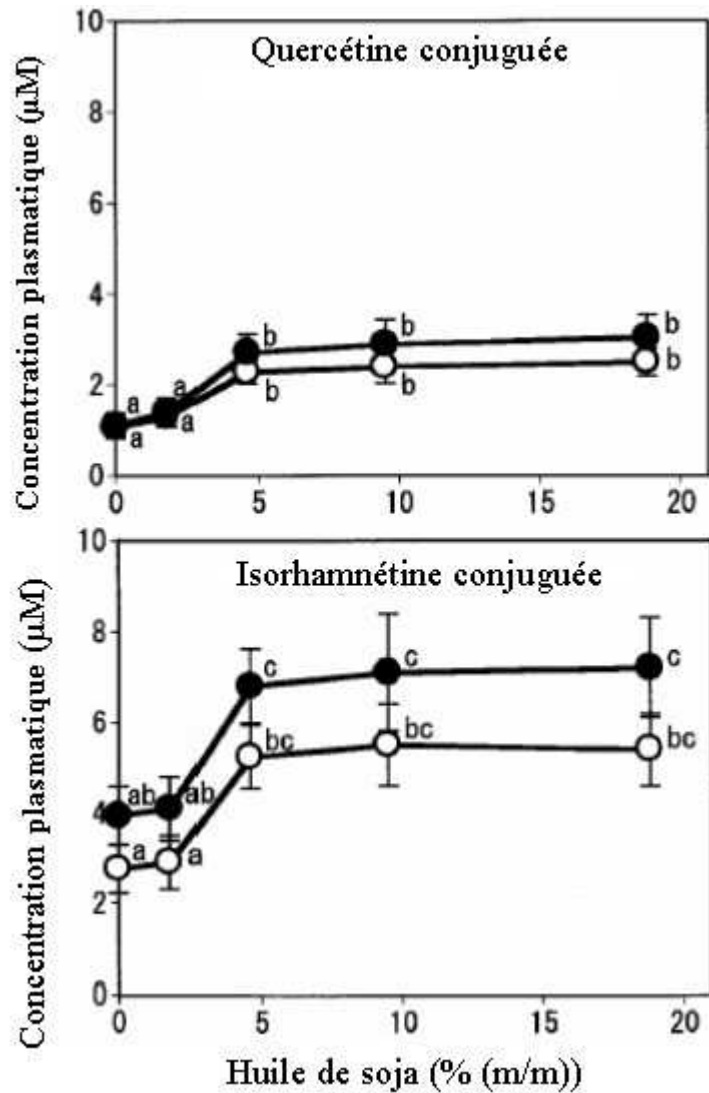 Quercétine conjuguée
Concentration plasmatique (µM)
10
8
6
4
2
0
a
a
a
a
b
b
b
b
b
b
0
5
10
15
20
Isorhamnétine conjuguée
Concentration plasmatique (µM)
10
8
6
4
2
0
ab
ab
a
a
c
c
c
bc
bc
bc
0
5
10
15
20
Huile de soja (% (m/m))